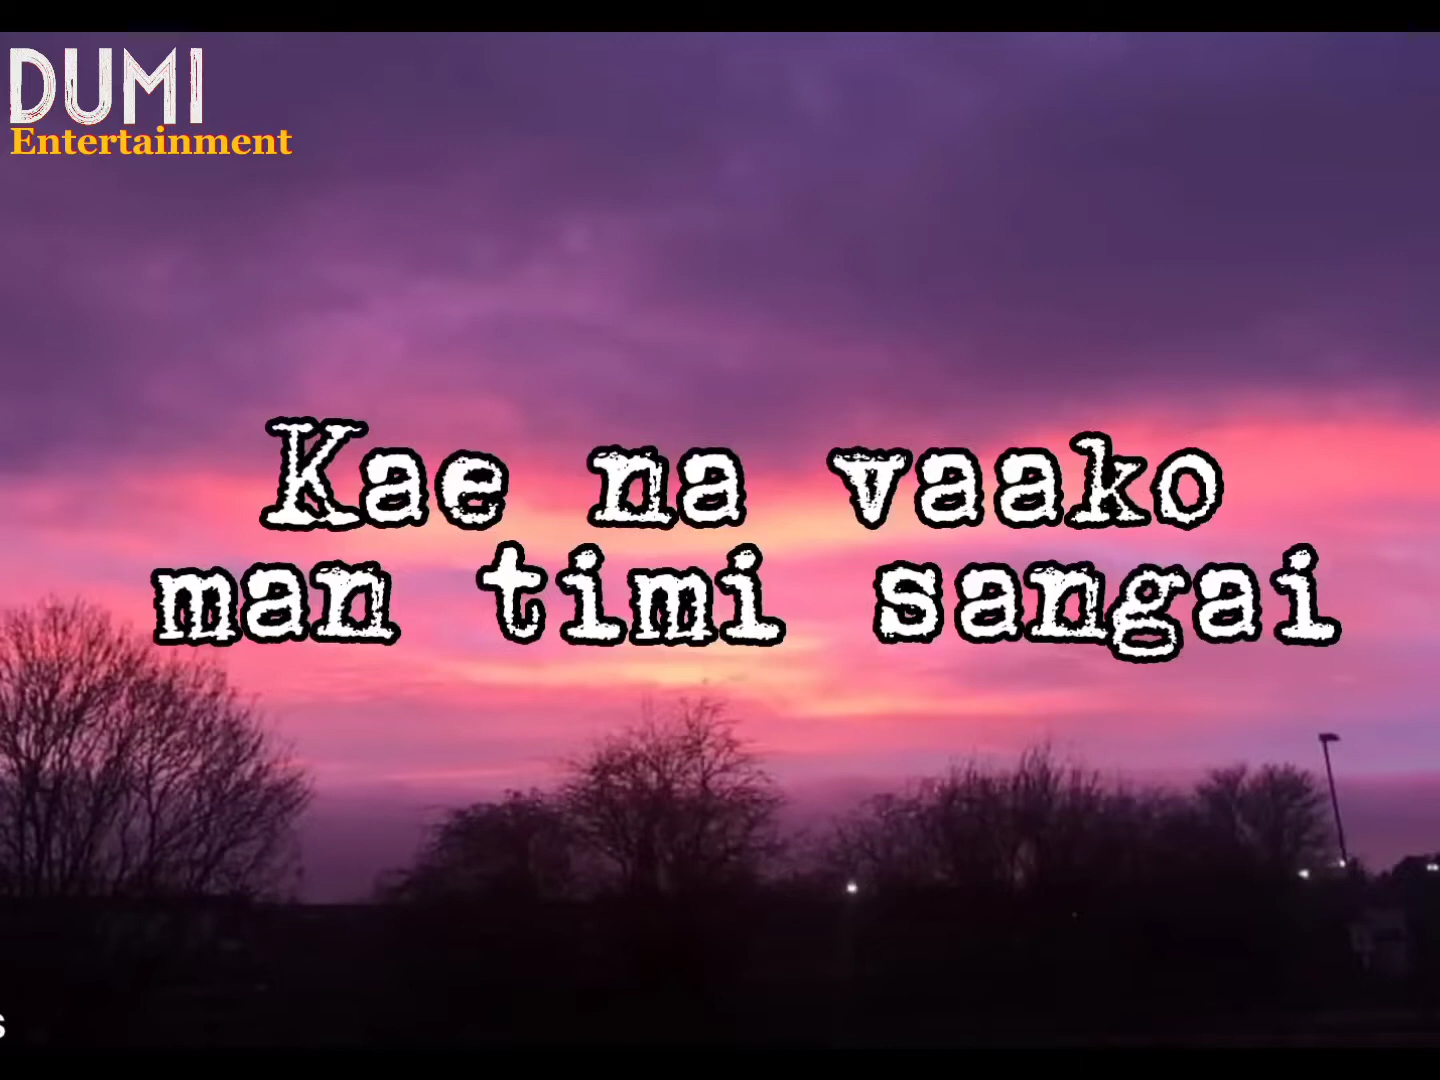 DUMI
Entertainment
Kae na vaako
man timi sangai
s